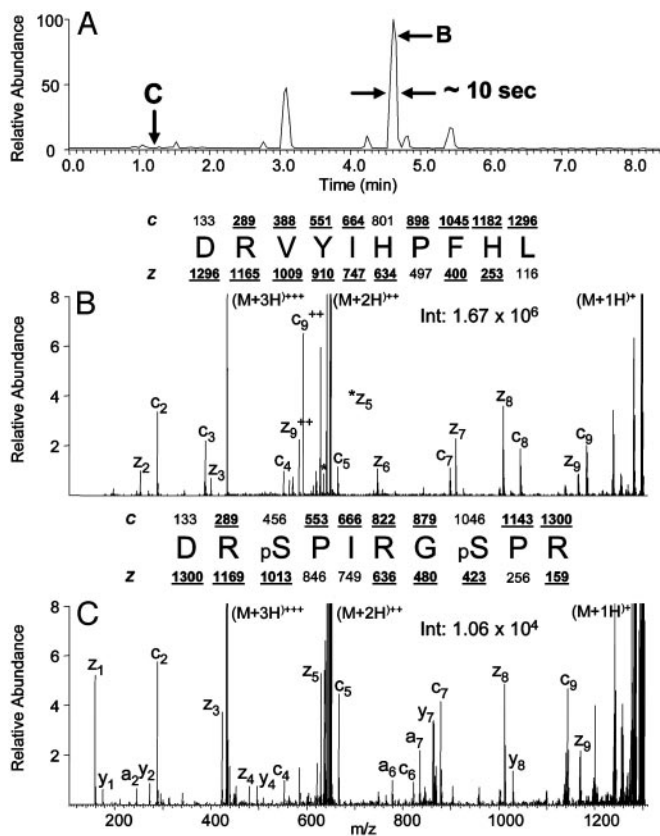 A
Relative Abundance
100
50
0
B
C
~ 10 sec
0.0 1.0 2.0 3.0 4.0 5.0 6.0 7.0 8.0
Time (min)
C 133 289 388 551 664 801 898 1045 1182 1296
D R V Y I H P F H L
Z 1296 1165 1009 910 747 634 497 400 253 116
B
Relative Abundance
8
6
4
2
(M+3H)+++
(M+2H)++
(M+1H)+
Int: 1.67 x 10⁶
c9++
*z5
z9++
*
z2
c2
c3
z3
c4
c5
z6
c7
z7
z8
c8
z9
c9
C 133 289 456 553 666 822 879 1046 1143 1300
D R pS P I R G pS P R
Z 1300 1169 1013 846 749 636 480 423 256 159
C
Relative Abundance
8
6
4
2
(M+3H)+++
(M+2H)++
(M+1H)+
Int: 1.06 x 10⁴
z1
y1
a2
y2
c2
z3
z4
y4
c4
z5
c5
a6
c6
a7
y7
c7
z8
y8
c9
z9
200 400 600 800 1000 1200
m/z